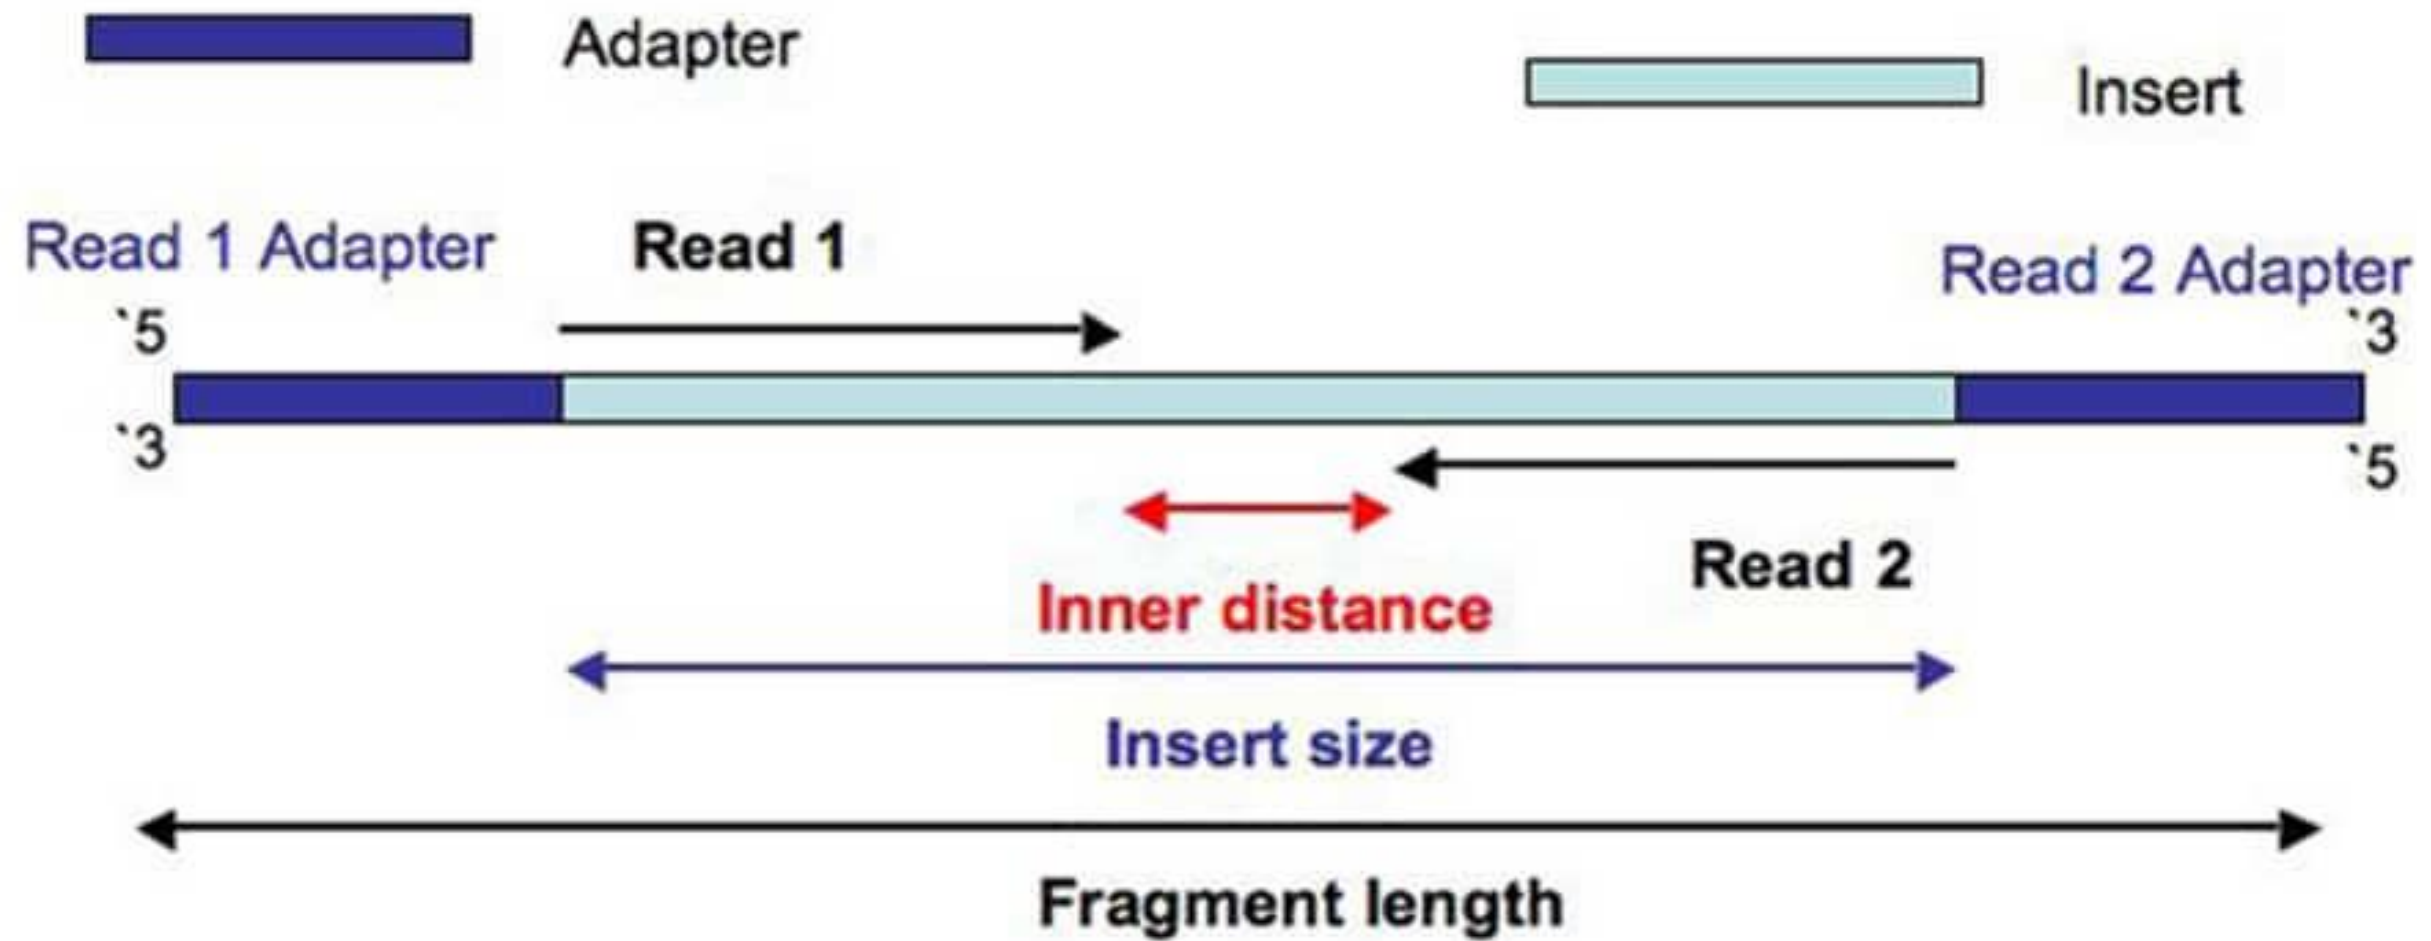 Adapter
Insert
Read 1 Adapter
Read 1
Read 2 Adapter
`5
`3
`3
`5
Read 2
Inner distance
Insert size
Fragment length